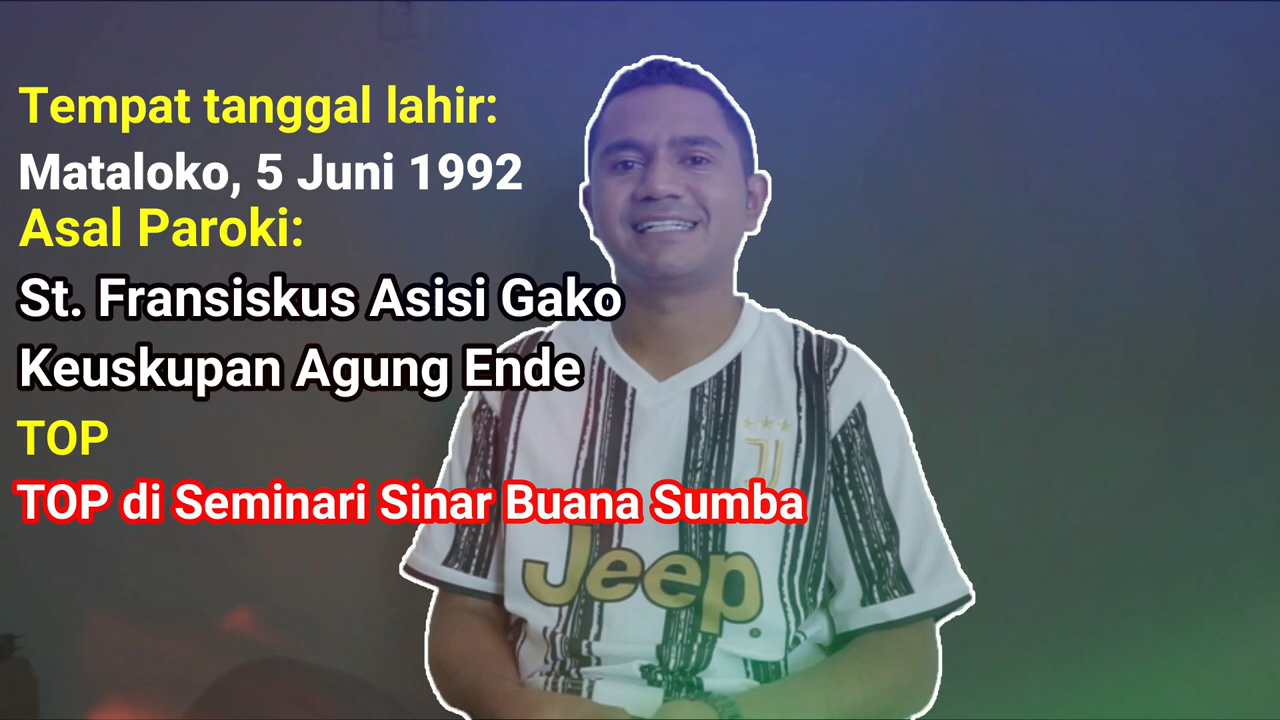 Tempat tanggal lahir:
Mataloko, 5 Juni 1992
Asal Paroki:
St. Fransiskus Asisi Gako
Keuskupan Agung Ende
TOP
TOP di Seminari Sinar Buana Sumba
Jeep